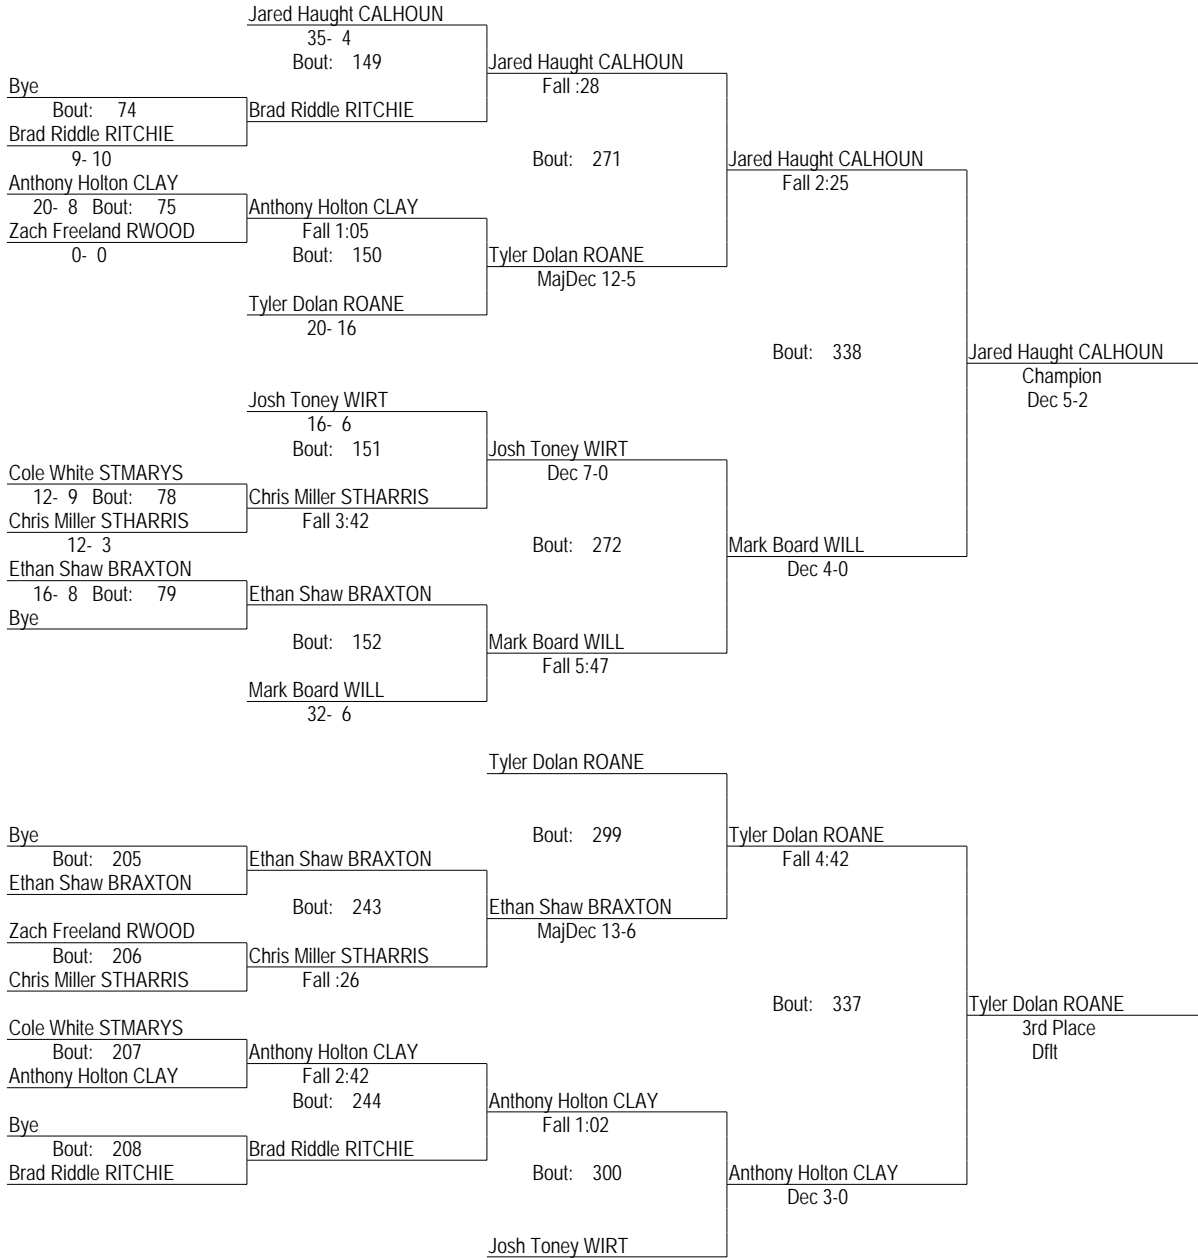 Jared Haught CALHOUN
35- 4
Bout: 149
Jared Haught CALHOUN
Fall :28
Bye
Bout: 74
Brad Riddle RITCHIE
Brad Riddle RITCHIE
9- 10
Bout: 271
Jared Haught CALHOUN
Fall 2:25
Anthony Holton CLAY
20- 8 Bout: 75
Anthony Holton CLAY
Zach Freeland RWOOD
Fall 1:05
0- 0
Bout: 150
Tyler Dolan ROANE
MajDec 12-5
Tyler Dolan ROANE
20- 16
Bout: 338
Jared Haught CALHOUN
Champion
Dec 5-2
Josh Toney WIRT
16- 6
Bout: 151
Josh Toney WIRT
Dec 7-0
Cole White STMARYS
12- 9 Bout: 78
Chris Miller STHARRIS
Chris Miller STHARRIS
Fall 3:42
12- 3
Bout: 272
Mark Board WILL
Dec 4-0
Ethan Shaw BRAXTON
16- 8 Bout: 79
Ethan Shaw BRAXTON
Bye
Bout: 152
Mark Board WILL
Fall 5:47
Mark Board WILL
32- 6
Tyler Dolan ROANE
Bye
Bout: 299
Tyler Dolan ROANE
Fall 4:42
Bout: 205
Ethan Shaw BRAXTON
Ethan Shaw BRAXTON
Bout: 243
Ethan Shaw BRAXTON
MajDec 13-6
Zach Freeland RWOOD
Bout: 206
Chris Miller STHARRIS
Chris Miller STHARRIS
Fall :26
Bout: 337
Tyler Dolan ROANE
3rd Place
Dflt
Cole White STMARYS
Bout: 207
Anthony Holton CLAY
Anthony Holton CLAY
Fall 2:42
Bout: 244
Anthony Holton CLAY
Fall 1:02
Bye
Bout: 208
Brad Riddle RITCHIE
Brad Riddle RITCHIE
Bout: 300
Anthony Holton CLAY
Dec 3-0
Josh Toney WIRT